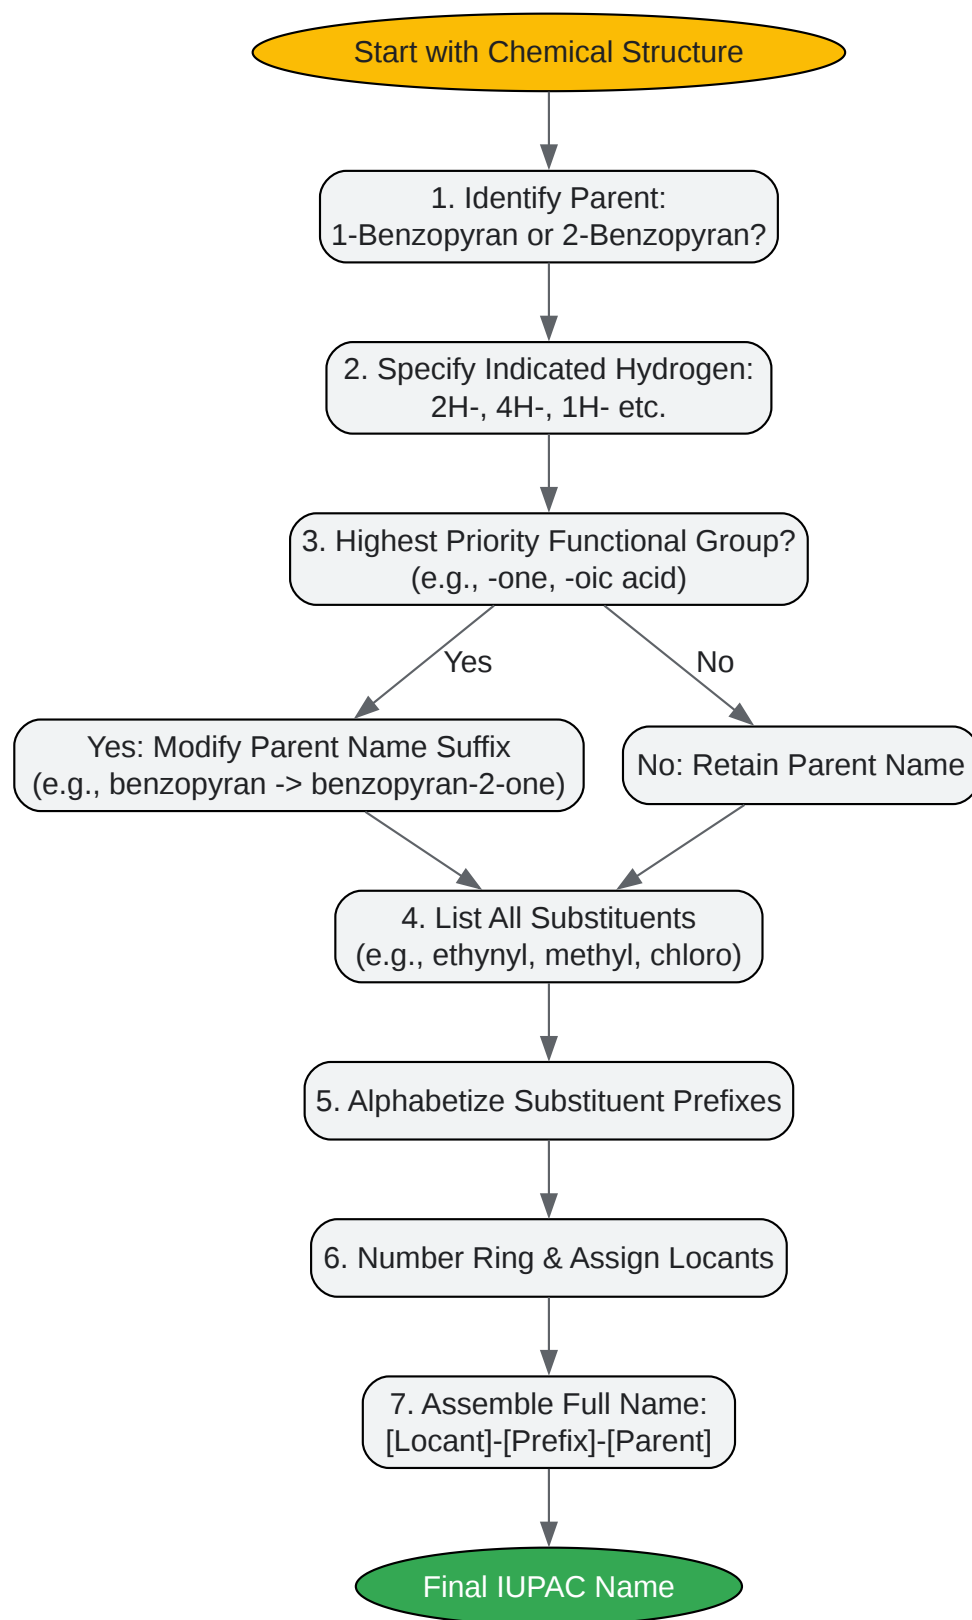 Start with Chemical Structure
1. Identify Parent:
1-Benzopyran or 2-Benzopyran?
2. Specify Indicated Hydrogen:
2H-, 4H-, 1H- etc.
3. Highest Priority Functional Group?
(e.g., -one, -oic acid)
Yes
No
Yes: Modify Parent Name Suffix
(e.g., benzopyran -> benzopyran-2-one)
No: Retain Parent Name
4. List All Substituents
(e.g., ethynyl, methyl, chloro)
5. Alphabetize Substituent Prefixes
6. Number Ring & Assign Locants
7. Assemble Full Name:
[Locant]-[Prefix]-[Parent]
Final IUPAC Name